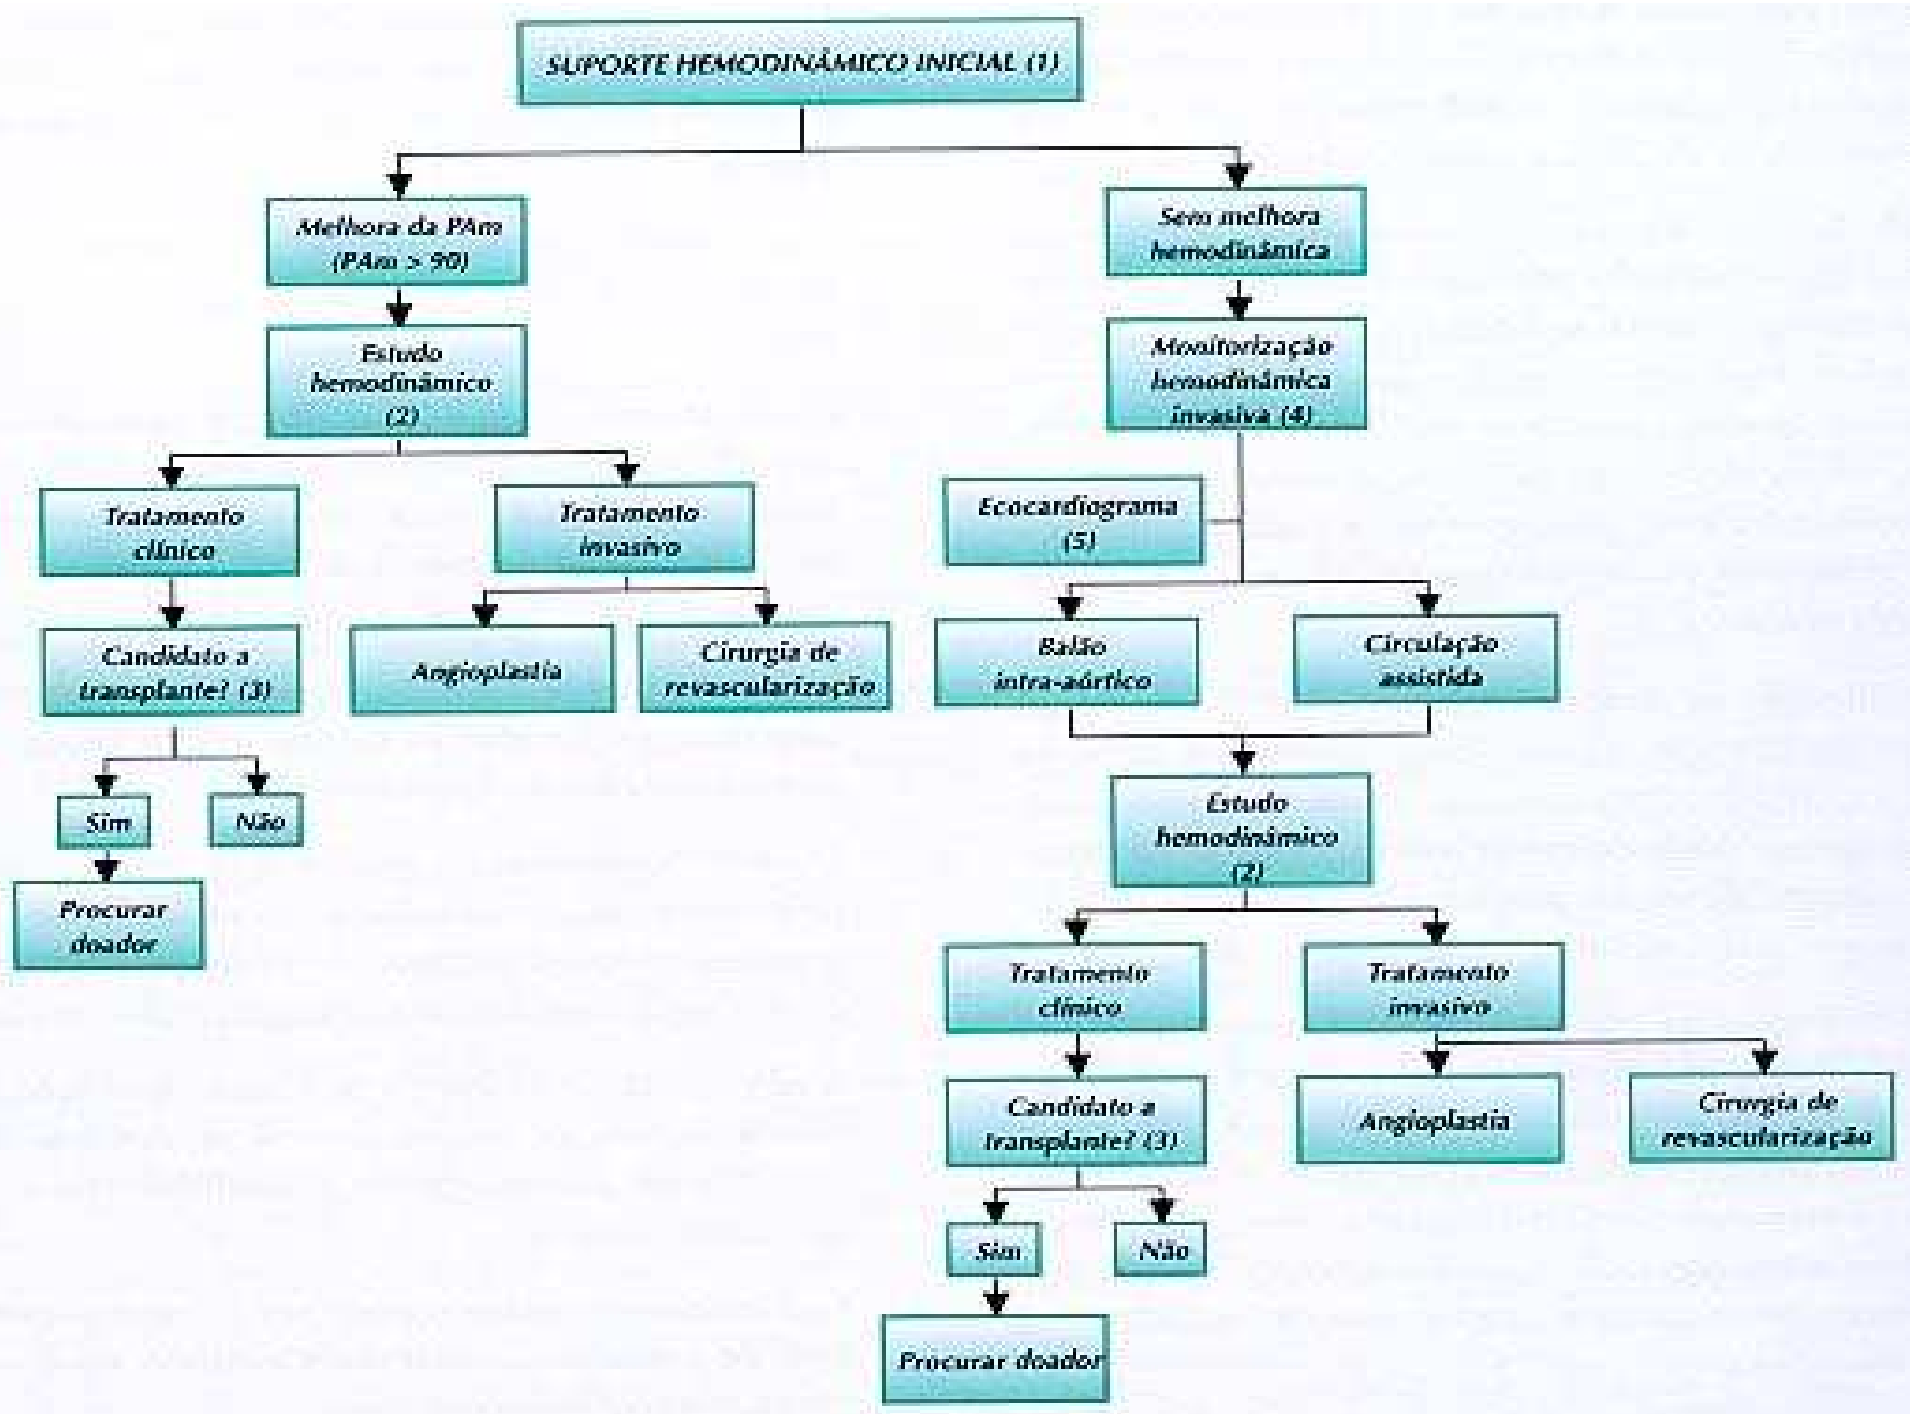 SUPORTE HEMODINÂMICO INICIAL (1)
Melhora da PAm
(PAm > 90)
Sem melhora
hemodinâmica
Estudo
hemodinâmico
(2)
Monitorização
hemodinâmica
invasiva (4)
Tratamento
clínico
Tratamento
invasivo
Ecocardiograma
(5)
Candidato a
transplante? (3)
Angioplastia
Cirurgia de
revascularização
Balão
intra-aórtico
Circulação
assistida
Sim
Não
Procurar
doador
Estudo
hemodinâmico
(2)
Tratamento
clínico
Tratamento
invasivo
Candidato a
transplante? (3)
Angioplastia
Cirurgia de
revascularização
Sim
Não
Procurar doador